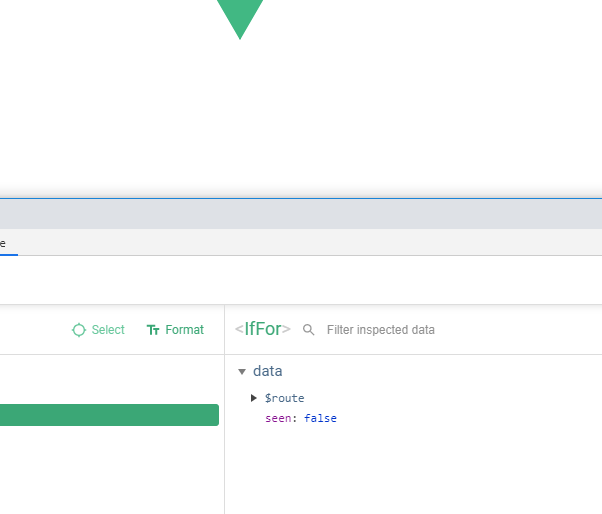 e
Select Format <IfFor> Filter inspected data
data
$route
seen: false